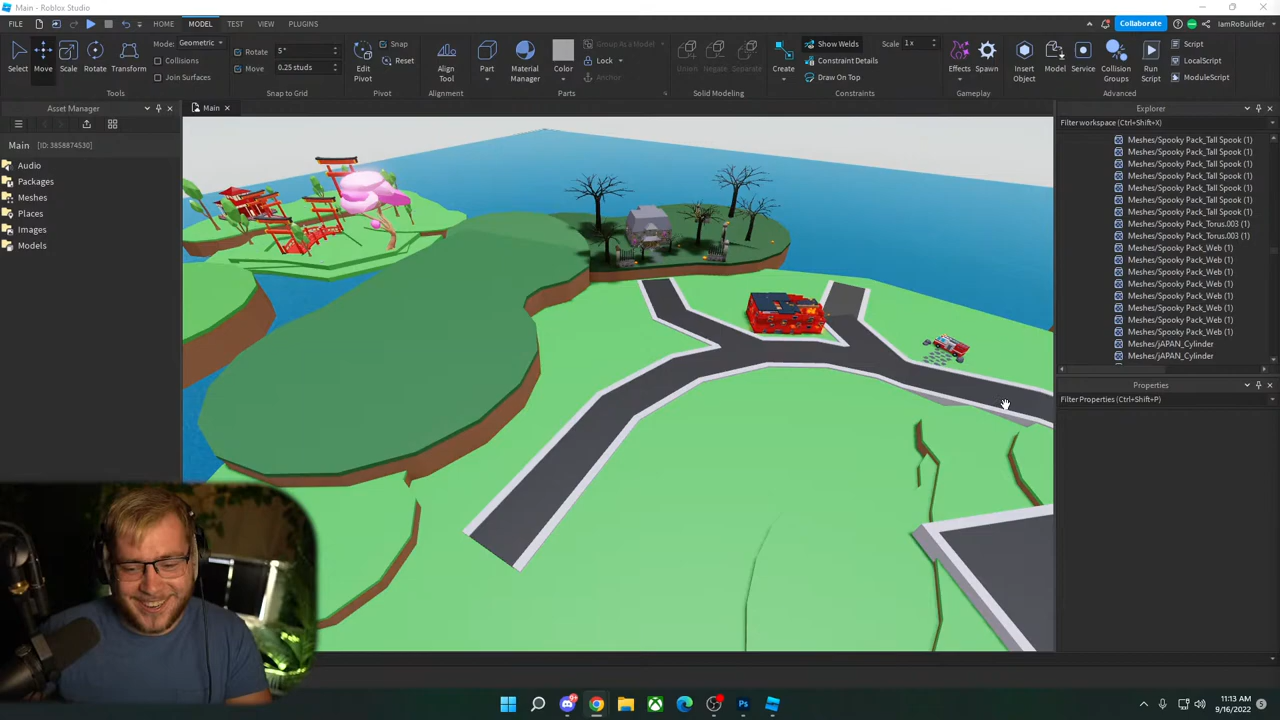 Main - Roblox Studio
FILE HOME MODEL TEST VIEW PLUGINS
Collaborate IamRoBuilder
Select Move Scale Rotate Transform
Mode: Geometric
Collisions
Join Surfaces
Tools
Rotate 5°
Move 0.25 studs
Snap to Grid
Edit Pivot
Snap
Reset
Pivot
Align Tool
Alignment
Part Material Manager Color
Group As a Model
Lock
Anchor
Parts
Union Negate Separate
Solid Modeling
Create
Show Welds Scale 1 x
Constraint Details
Draw On Top
Constraints
Effects Spawn
Gameplay
Insert Object Model Service Collision Groups Run Script
Script
LocalScript
ModuleScript
Advanced
Asset Manager
Main [ID: 3858874530]
Audio
Packages
Meshes
Places
Images
Models
Main
Explorer
Filter workspace (Ctrl+Shift+X)
Meshes/Spooky Pack_Tall Spook (1)
Meshes/Spooky Pack_Tall Spook (1)
Meshes/Spooky Pack_Tall Spook (1)
Meshes/Spooky Pack_Tall Spook (1)
Meshes/Spooky Pack_Tall Spook (1)
Meshes/Spooky Pack_Tall Spook (1)
Meshes/Spooky Pack_Tall Spook (1)
Meshes/Spooky Pack_Torus.003 (1)
Meshes/Spooky Pack_Torus.003 (1)
Meshes/Spooky Pack_Web (1)
Meshes/Spooky Pack_Web (1)
Meshes/Spooky Pack_Web (1)
Meshes/Spooky Pack_Web (1)
Meshes/Spooky Pack_Web (1)
Meshes/Spooky Pack_Web (1)
Meshes/Spooky Pack_Web (1)
Meshes/Spooky Pack_Web (1)
Meshes/jAPAN_Cylinder
Meshes/jAPAN_Cylinder
Properties
Filter Properties (Ctrl+Shift+P)
11:13 AM
9/16/2022